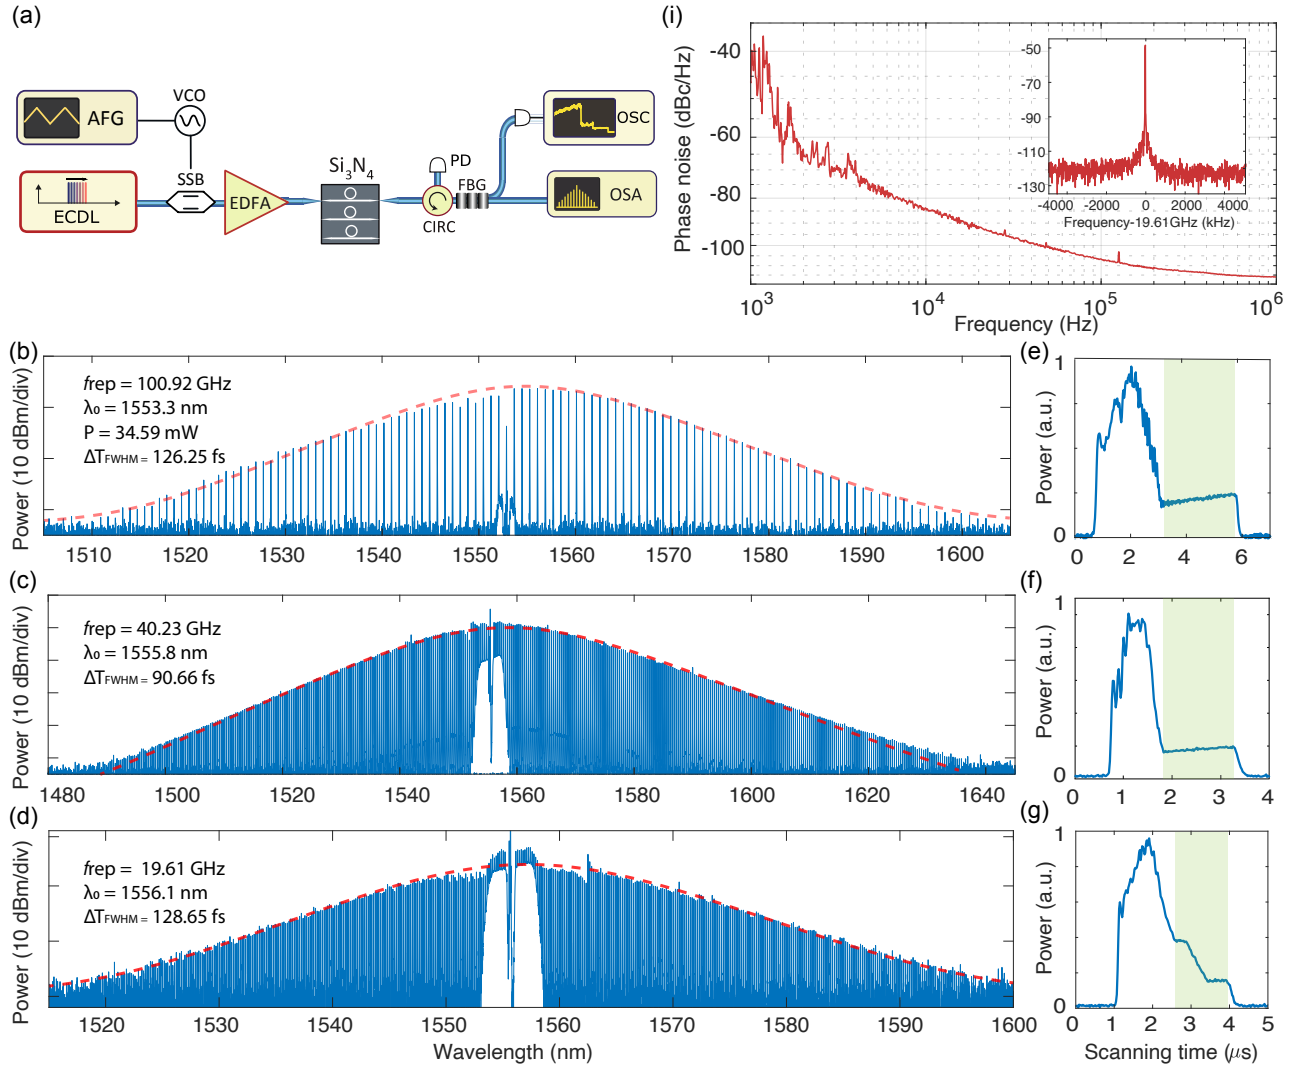 (a)
AFG
VCO
ECDL
SSB
EDFA
Si3N4
PD
CIRC
FBG
OSC
OSA
(i)
Phase noise (dBc/Hz)
-40
-60
-80
-100
10^3
10^4
10^5
10^6
Frequency (Hz)
-50
-70
-90
-110
-130
-4000
-2000
0
2000
4000
Frequency-19.61GHz (kHz)
(b)
Power (10 dBm/div)
frep = 100.92 GHz
λ0 = 1553.3 nm
P = 34.59 mW
ΔTFWHM = 126.25 fs
1510
1520
1530
1540
1550
1560
1570
1580
1590
1600
(e)
Power (a.u.)
1
0
0
2
4
6
(c)
Power (10 dBm/div)
frep = 40.23 GHz
λ0 = 1555.8 nm
ΔTFWHM = 90.66 fs
1480
1500
1520
1540
1560
1580
1600
1620
1640
(f)
Power (a.u.)
1
0
0
1
2
3
4
(d)
Power (10 dBm/div)
frep = 19.61 GHz
λ0 = 1556.1 nm
ΔTFWHM = 128.65 fs
1520
1530
1540
1550
1560
1570
1580
1590
1600
Wavelength (nm)
(g)
Power (a.u.)
1
0
0
1
2
3
4
5
Scanning time (μs)